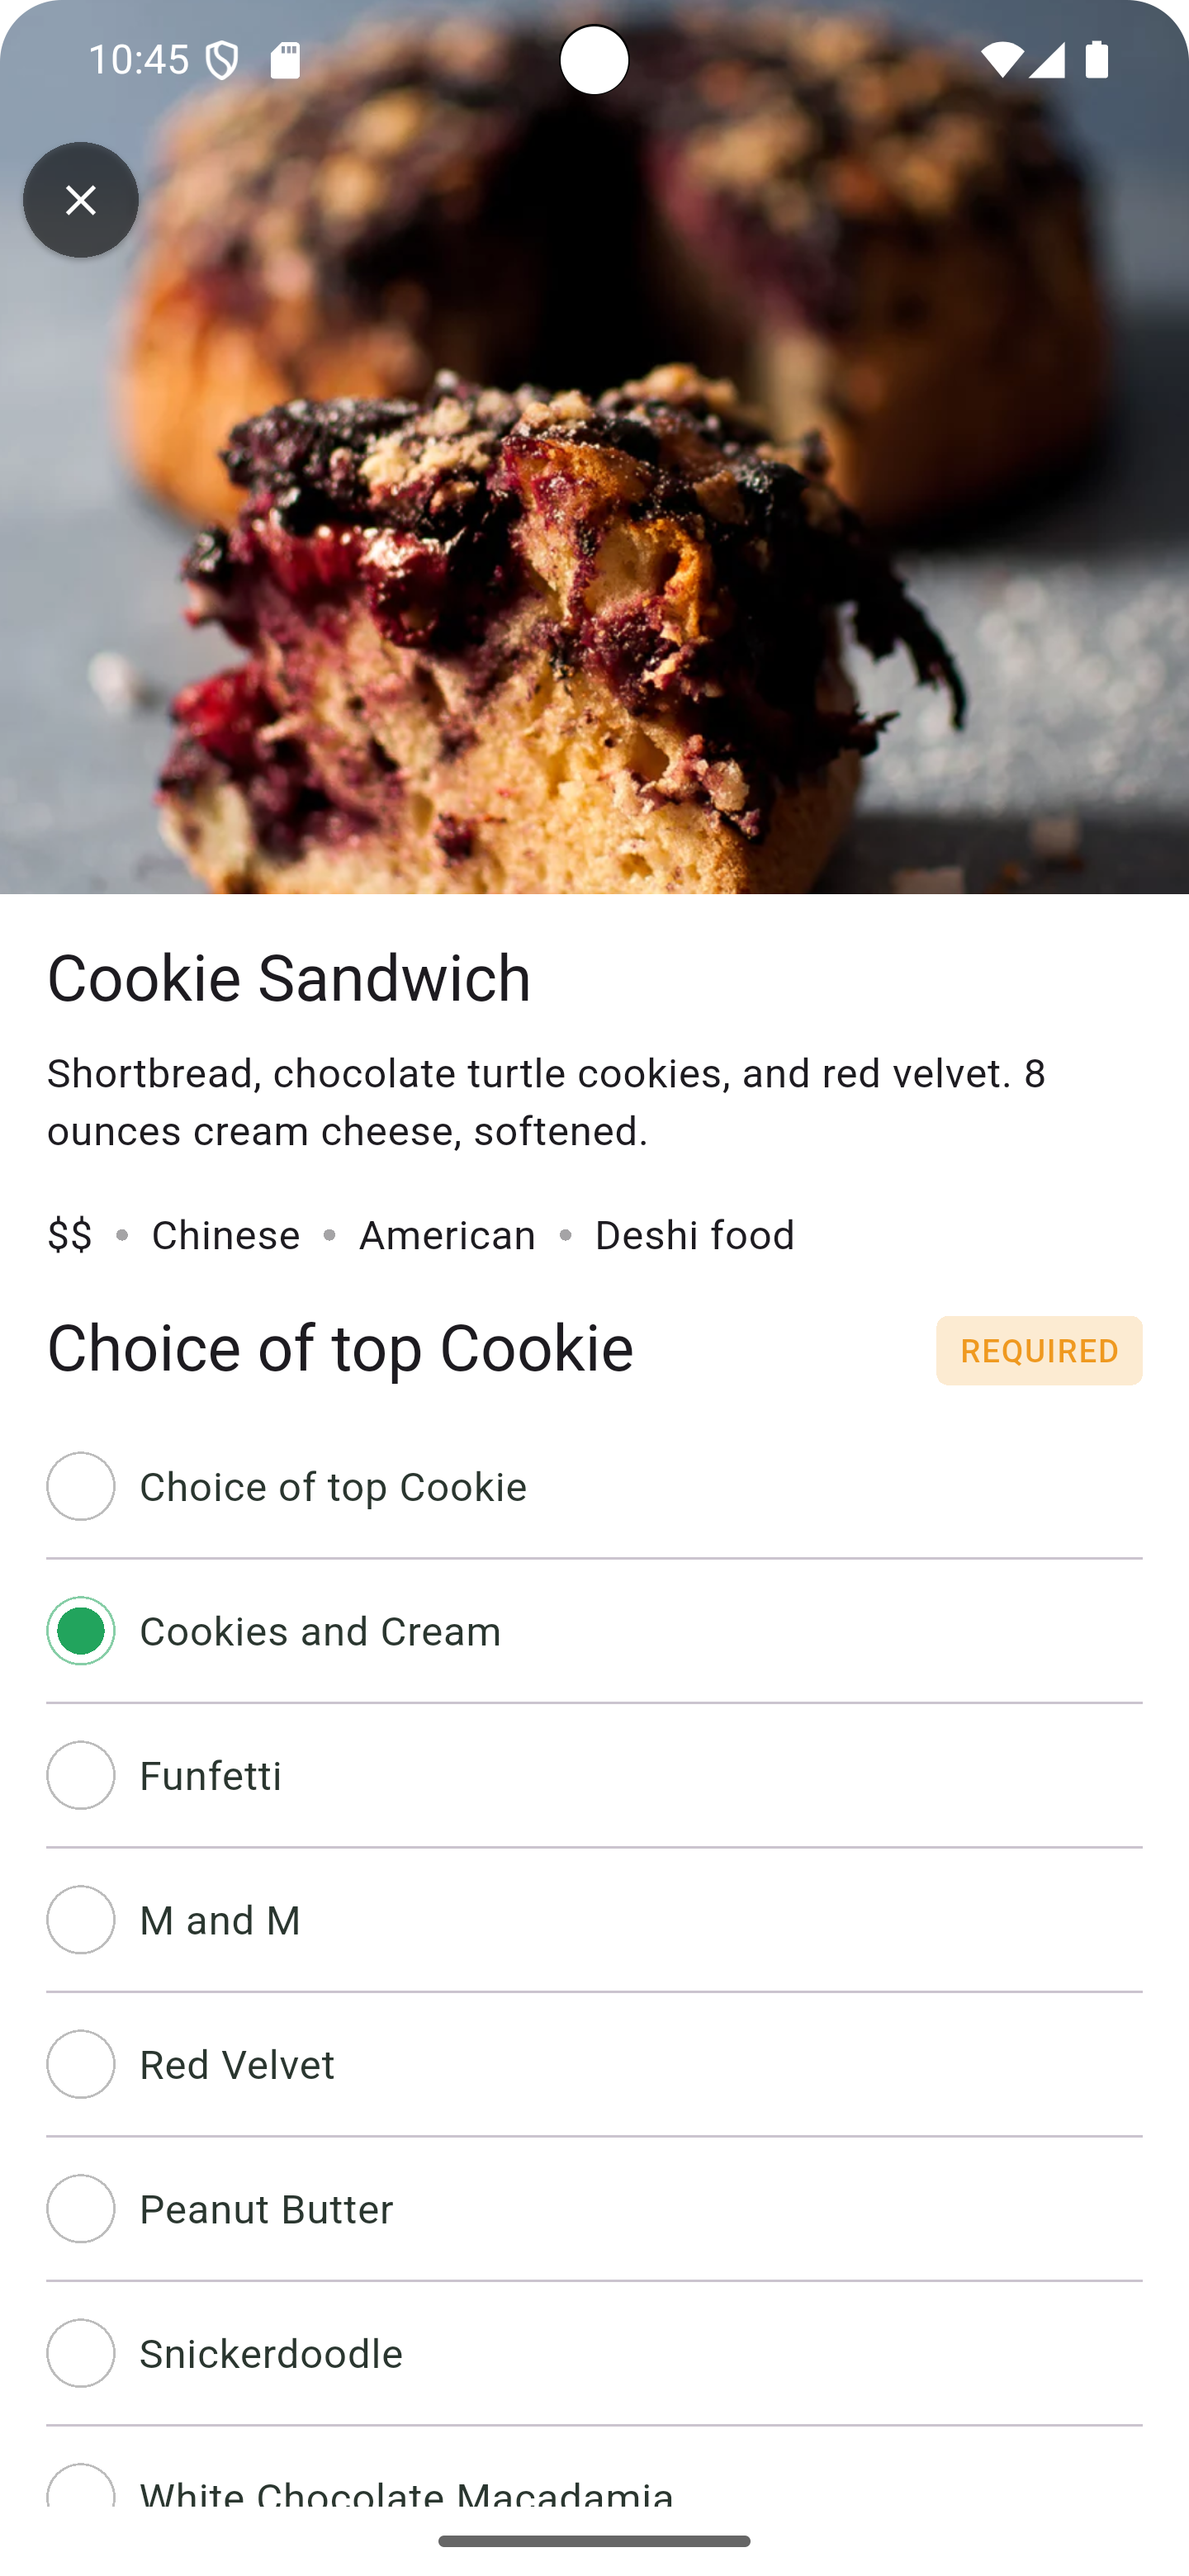 10:45
Cookie Sandwich
Shortbread, chocolate turtle cookies, and red velvet. 8
ounces cream cheese, softened.
$$ • Chinese • American • Deshi food
Choice of top Cookie REQUIRED
Choice of top Cookie
Cookies and Cream
Funfetti
M and M
Red Velvet
Peanut Butter
Snickerdoodle
White Chocolate Macadamia